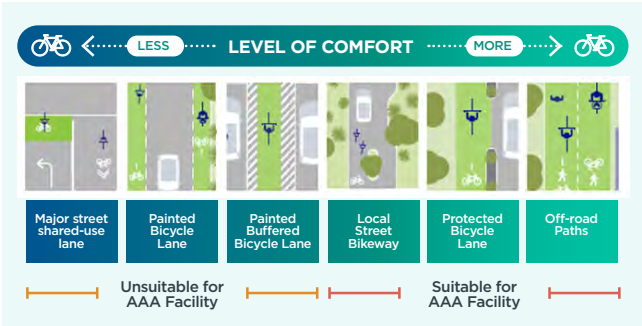 LESS
LEVEL OF COMFORT
MORE
Major street
shared-use
lane
Painted
Bicycle
Lane
Painted
Buffered
Bicycle Lane
Local
Street
Bikeway
Protected
Bicycle
Lane
Off-road
Paths
Unsuitable for
AAA Facility
Suitable for
AAA Facility